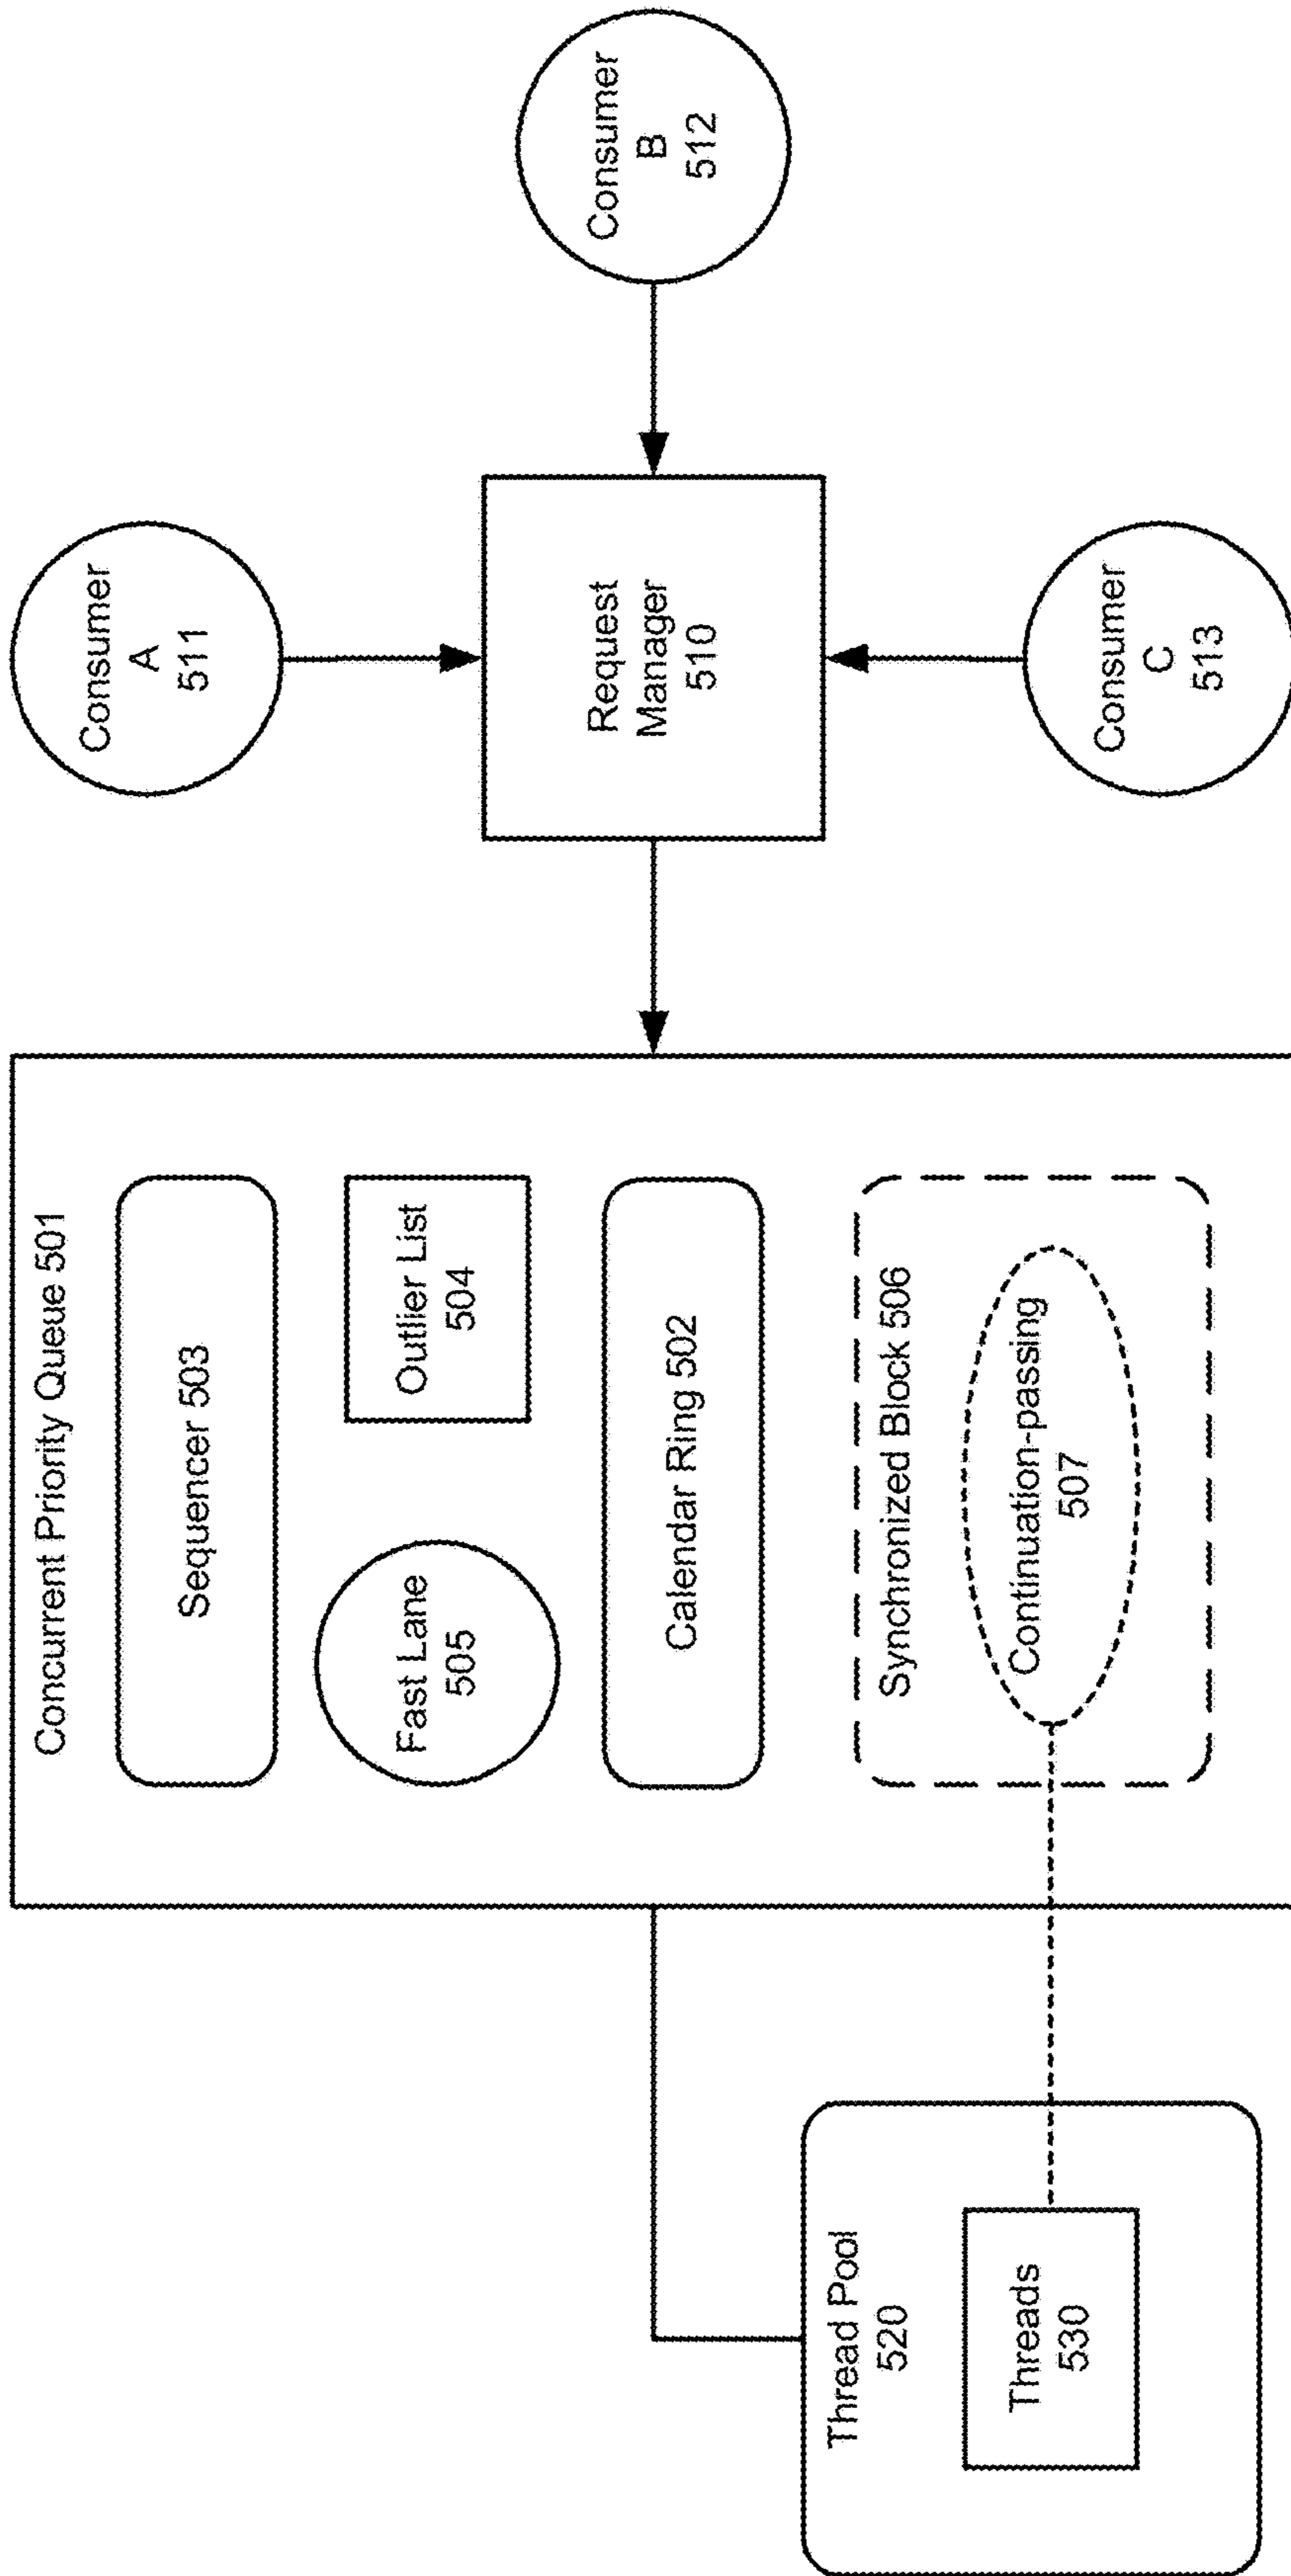 Concurrent Priority Queue 501
Sequencer 503
Fast Lane
505
Outlier List
504
Calendar Ring 502
Synchronized Block 506
Continuation-passing
507
Thread Pool
520
Threads
530
Consumer
A
511
Request
Manager
510
Consumer
B
512
Consumer
C
513